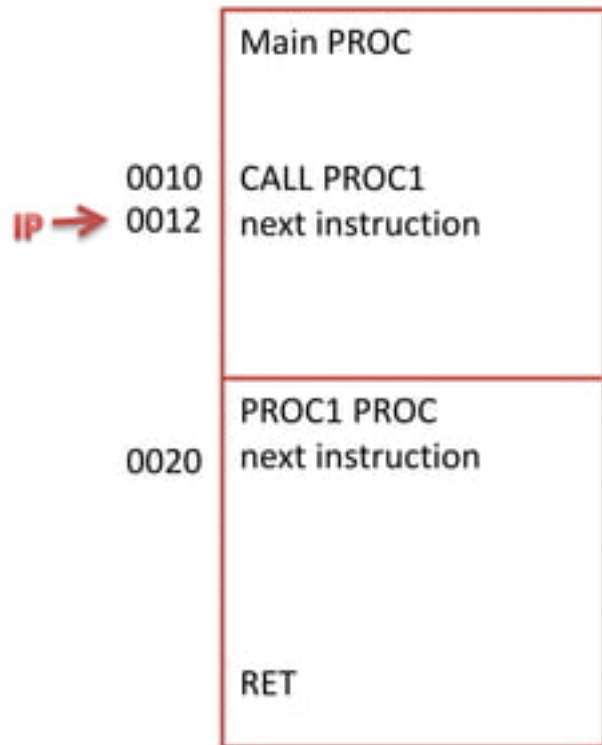 Main PROC
0010 CALL PROC1
IP 0012 next instruction
PROC1 PROC
0020 next instruction
RET